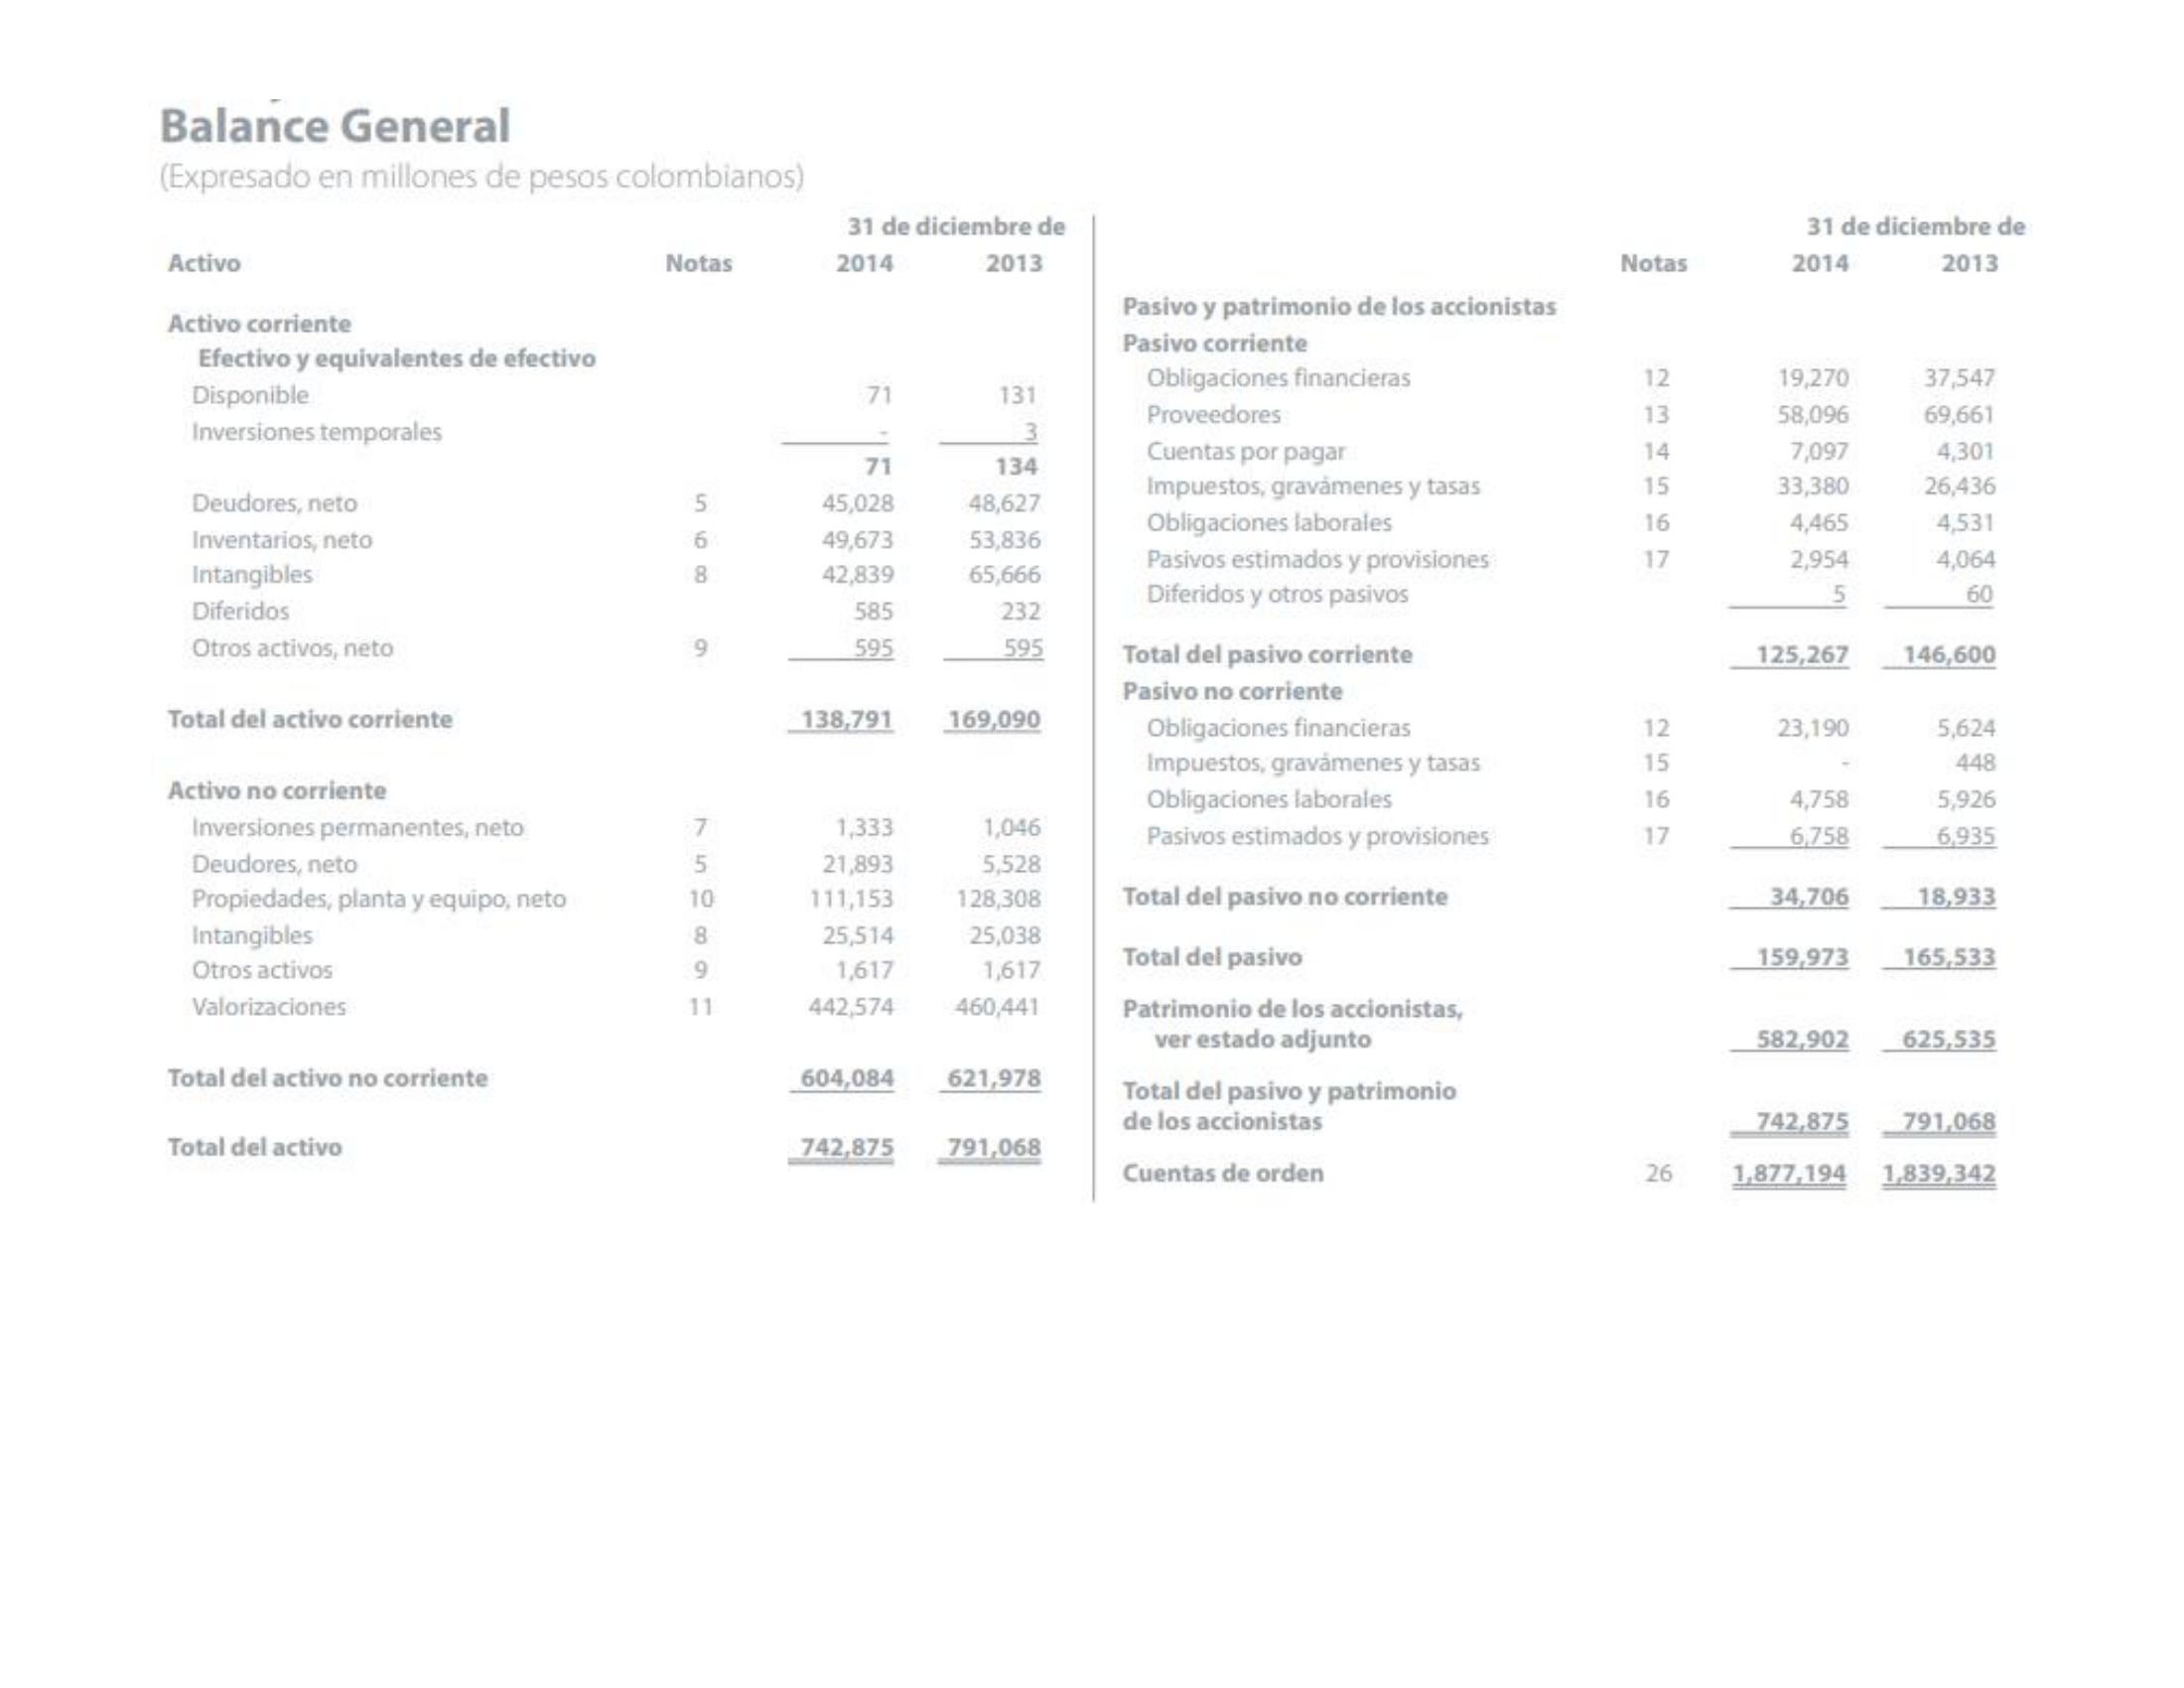 Balance General
(Expresado en millones de pesos colombianos)
31 de diciembre de
Activo Notas 2014 2013
Activo corriente
Efectivo y equivalentes de efectivo
Disponible 71 131
Inversiones temporales - 3
71 134
Deudores, neto 5 45,028 48,627
Inventarios, neto 6 49,673 53,836
Intangibles 8 42,839 65,666
Diferidos 585 232
Otros activos, neto 9 595 595
Total del activo corriente 138,791 169,090
Activo no corriente
Inversiones permanentes, neto 7 1,333 1,046
Deudores, neto 5 21,893 5,528
Propiedades, planta y equipo, neto 10 111,153 128,308
Intangibles 8 25,514 25,038
Otros activos 9 1,617 1,617
Valorizaciones 11 442,574 460,441
Total del activo no corriente 604,084 621,978
Total del activo 742,875 791,068
31 de diciembre de
Notas 2014 2013
Pasivo y patrimonio de los accionistas
Pasivo corriente
Obligaciones financieras 12 19,270 37,547
Proveedores 13 58,096 69,661
Cuentas por pagar 14 7,097 4,301
Impuestos, gravámenes y tasas 15 33,380 26,436
Obligaciones laborales 16 4,465 4,531
Pasivos estimados y provisiones 17 2,954 4,064
Diferidos y otros pasivos 5 60
Total del pasivo corriente 125,267 146,600
Pasivo no corriente
Obligaciones financieras 12 23,190 5,624
Impuestos, gravámenes y tasas 15 - 448
Obligaciones laborales 16 4,758 5,926
Pasivos estimados y provisiones 17 6,758 6,935
Total del pasivo no corriente 34,706 18,933
Total del pasivo 159,973 165,533
Patrimonio de los accionistas,
ver estado adjunto 582,902 625,535
Total del pasivo y patrimonio
de los accionistas 742,875 791,068
Cuentas de orden 26 1,877,194 1,839,342